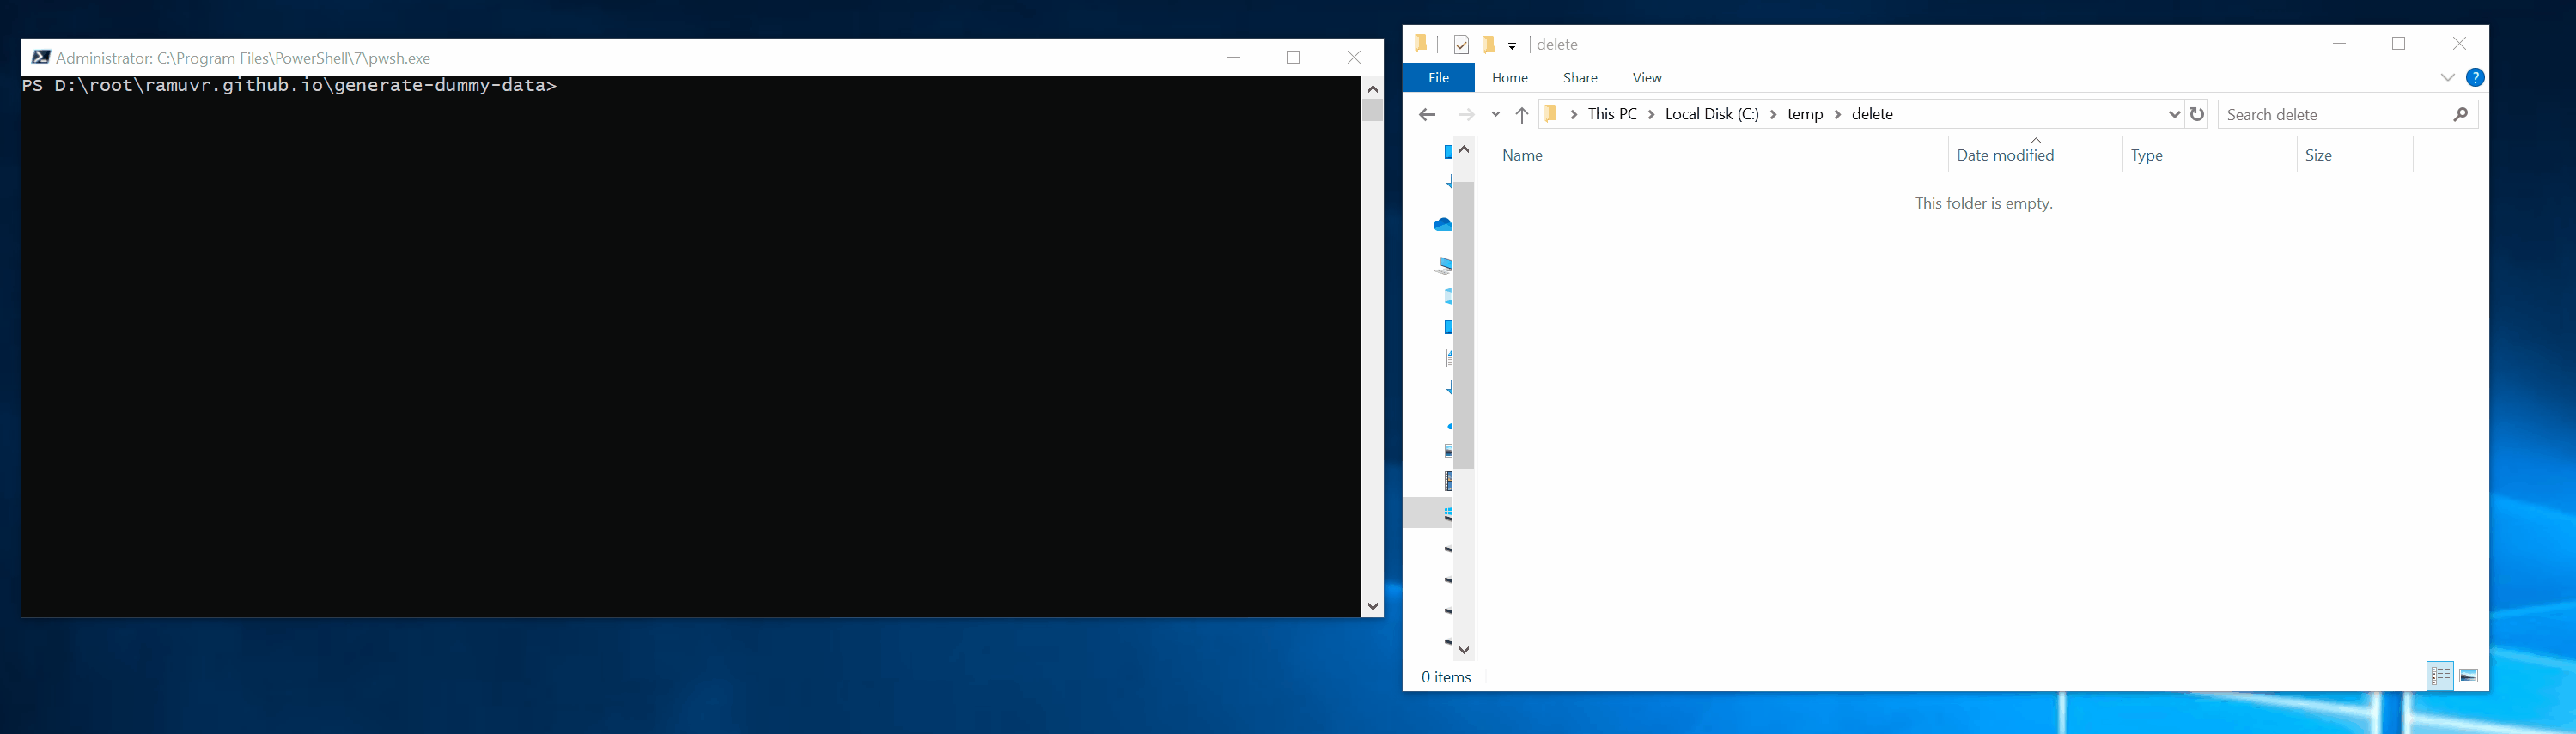 Administrator: C:\Program Files\PowerShell\7\pwsh.exe
PS D:\root\ramuvr.github.io\generate-dummy-data>
delete
File Home Share View
This PC Local Disk (C:) temp delete
Search delete
Name Date modified Type Size
This folder is empty.
0 items